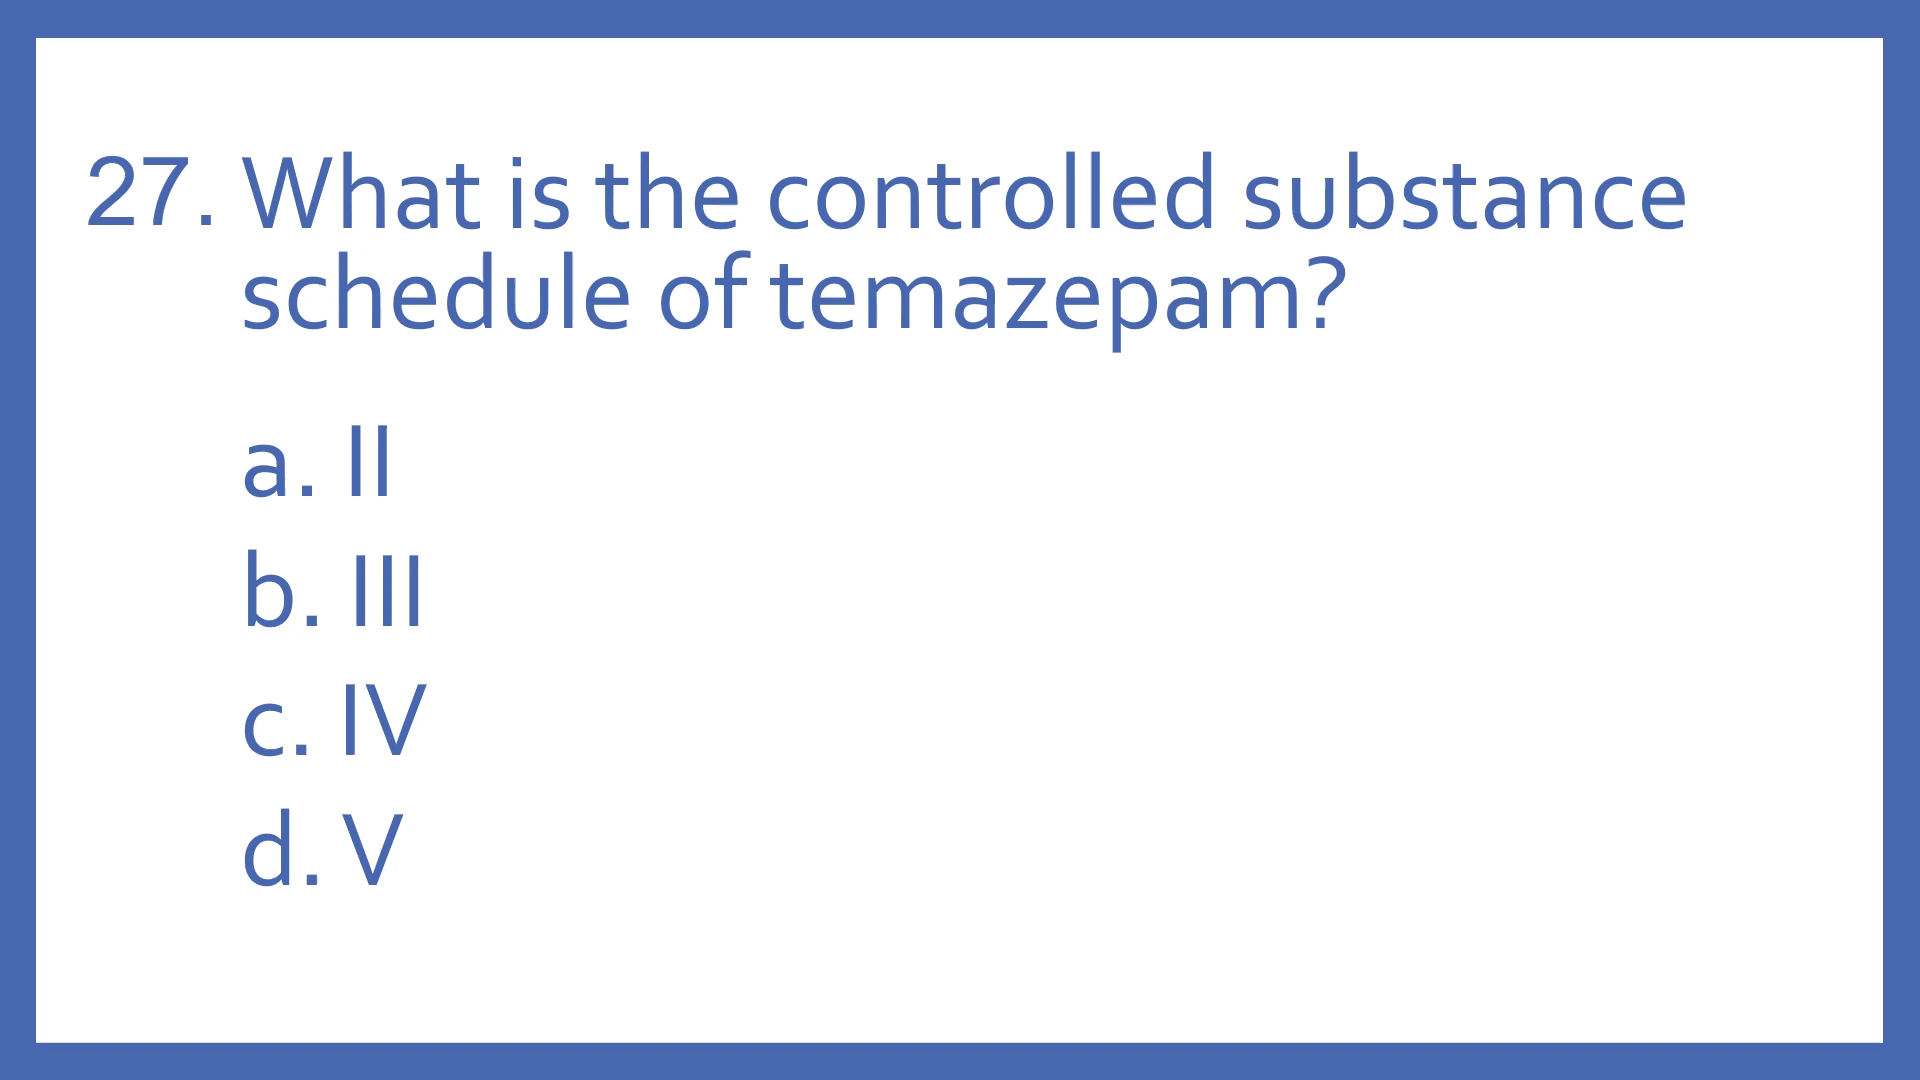 27. What is the controlled substance
schedule of temazepam?
a. II
b. III
c. IV
d. V